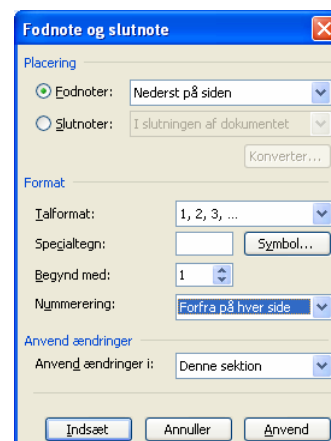 Fodnote og slutnote
Placering
Fodnoter: Nederst på siden
Slutnoter: I slutningen af dokumentet
Konverter...
Format
Talformat: 1, 2, 3, ...
Specialtegn: Symbol...
Begynd med: 1
Nummerering: Forfra på hver side
Anvend ændringer
Anvend ændringer i: Denne sektion
Indsæt Annuller Anvend